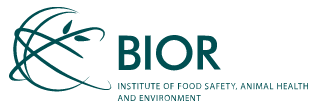 BIOR
INSTITUTE OF FOOD SAFETY, ANIMAL HEALTH
AND ENVIRONMENT